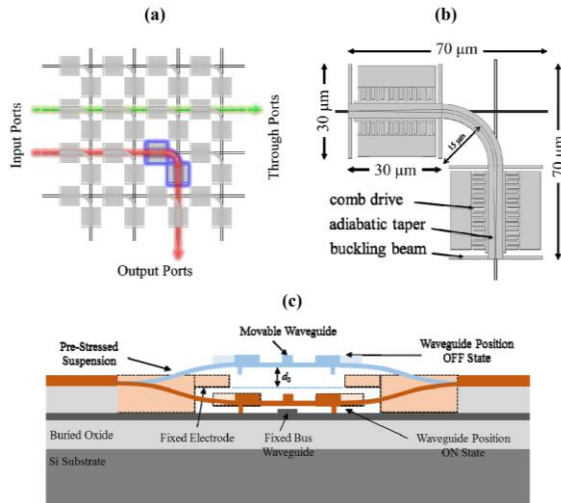 (a)
Input Ports
Through Ports
Output Ports
(b)
70 μm
30 μm
15 μm
70 μm
30 μm
comb drive
adiabatic taper
buckling beam
(c)
Movable Waveguide
Pre-Stressed
Suspension
Waveguide Position
OFF State
d₀
Fixed Electrode
Fixed Bus
Waveguide
Waveguide Position
ON State
Buried Oxide
Si Substrate